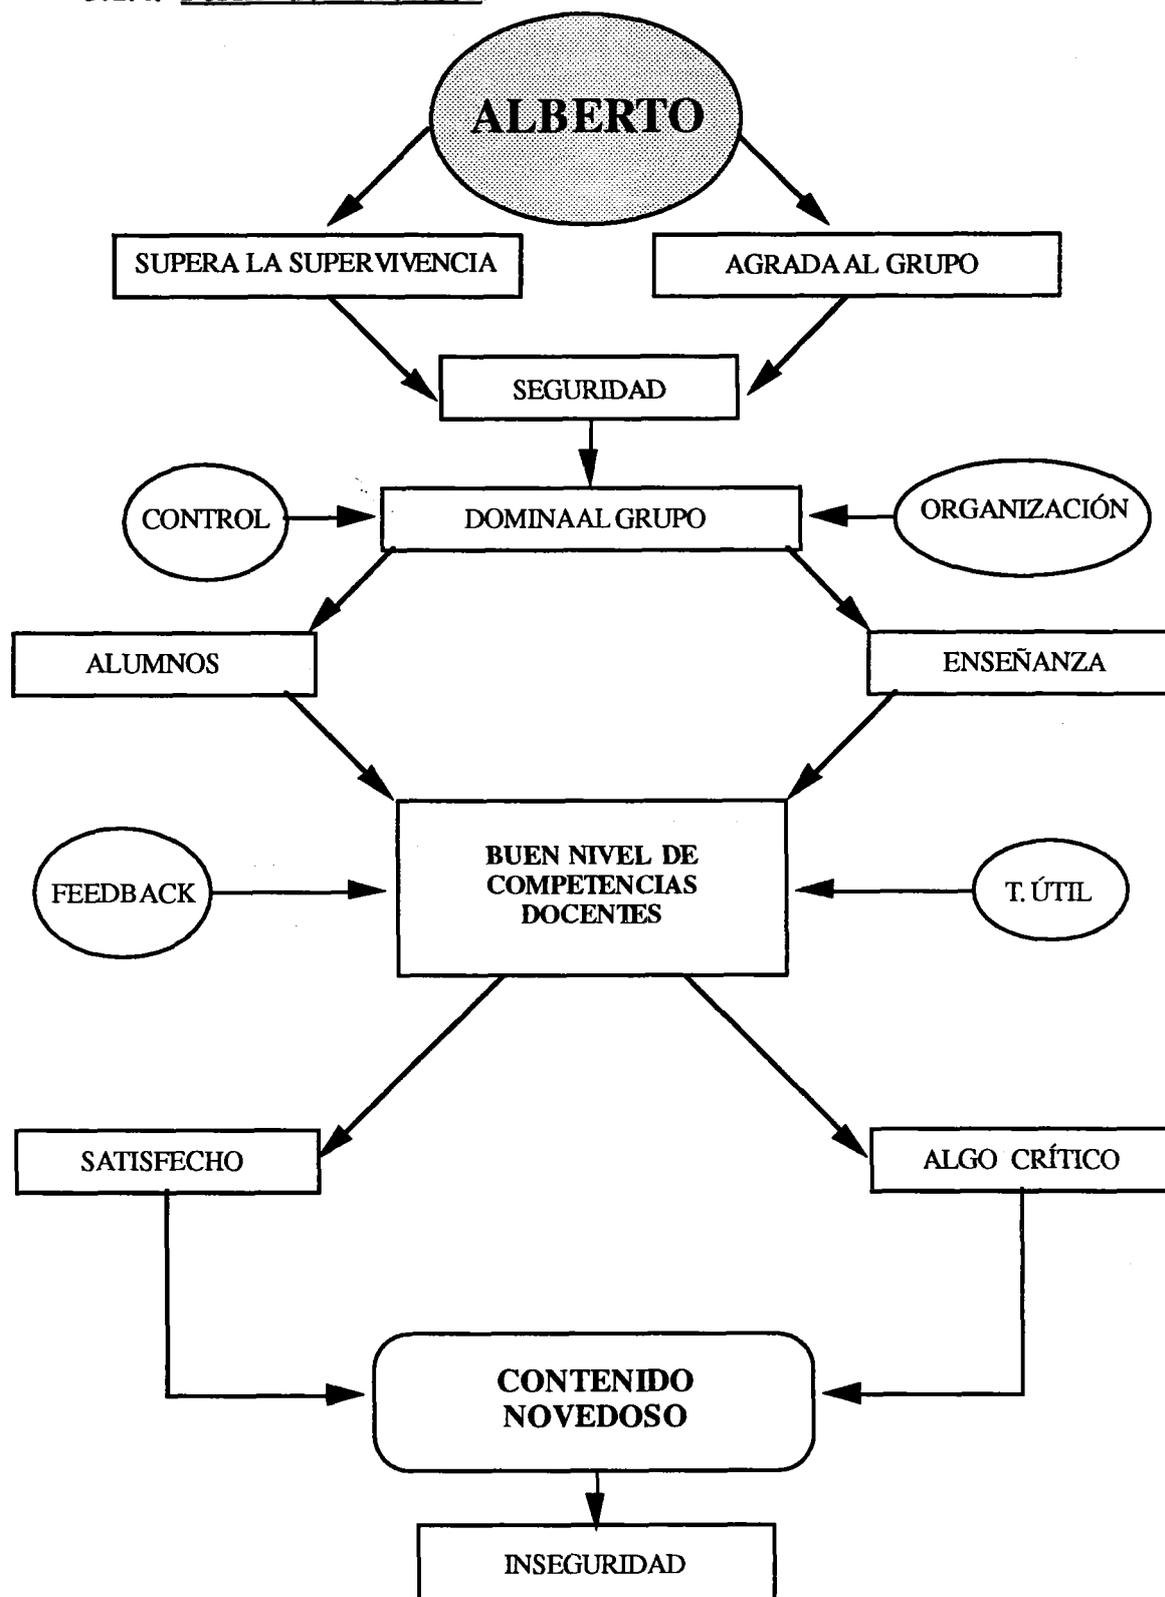 ALBERTO
SUPERA LA SUPERVIVENCIA
AGRADA AL GRUPO
SEGURIDAD
CONTROL
DOMINA AL GRUPO
ORGANIZACIÓN
ALUMNOS
ENSEÑANZA
BUEN NIVEL DE
COMPETENCIAS
DOCENTES
FEEDBACK
T. ÚTIL
SATISFECHO
ALGO CRÍTICO
CONTENIDO
NOVEDOSO
INSEGURIDAD